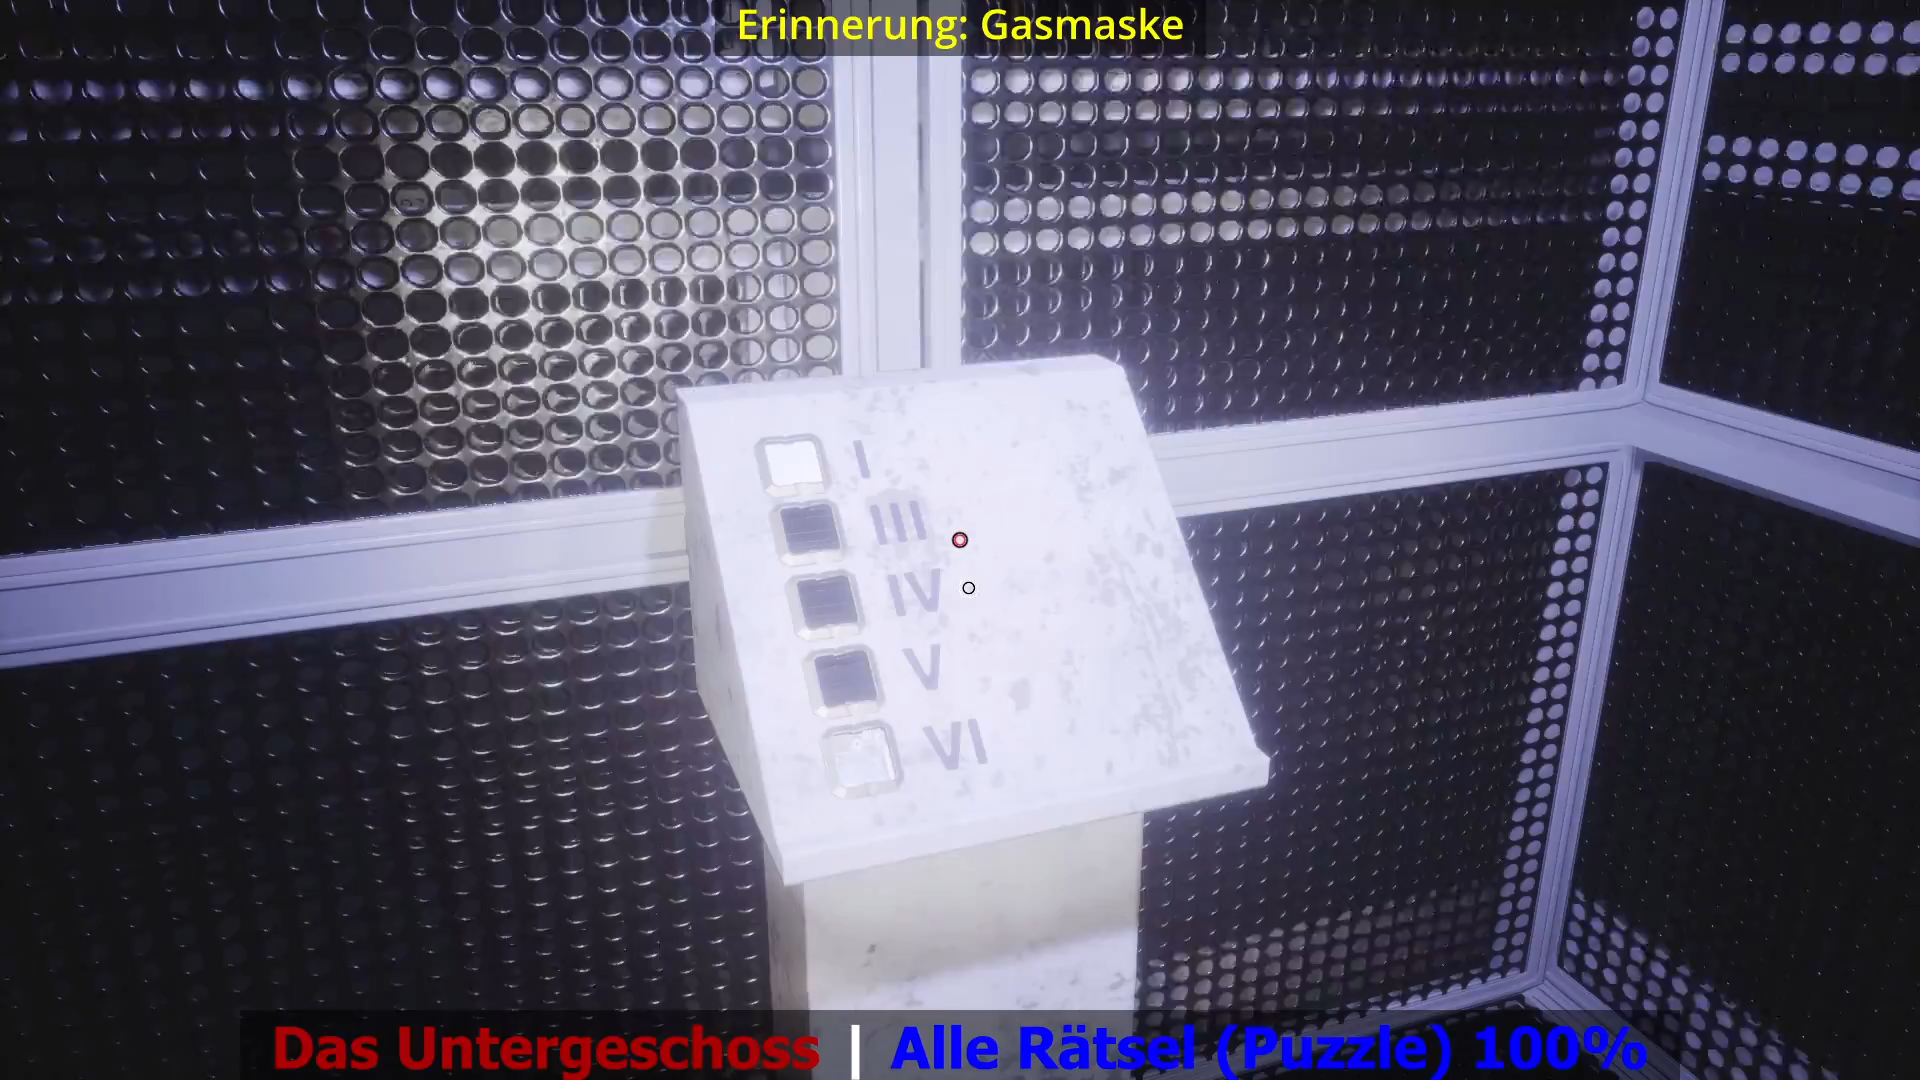 Erinnerung: Gasmaske
I
III
IV
V
VI
Das Untergeschoss | Alle Rätsel (Puzzle) 100%